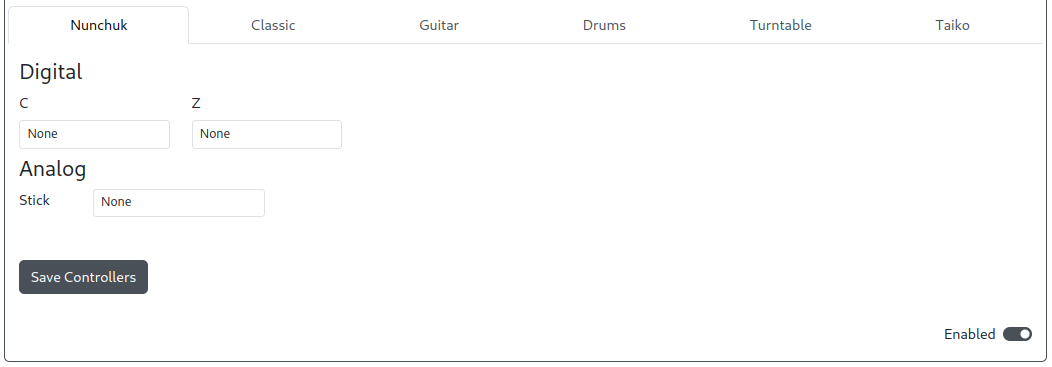 Nunchuk Classic Guitar Drums Turntable Taiko
Digital
C Z
None None
Analog
Stick None
Save Controllers
Enabled